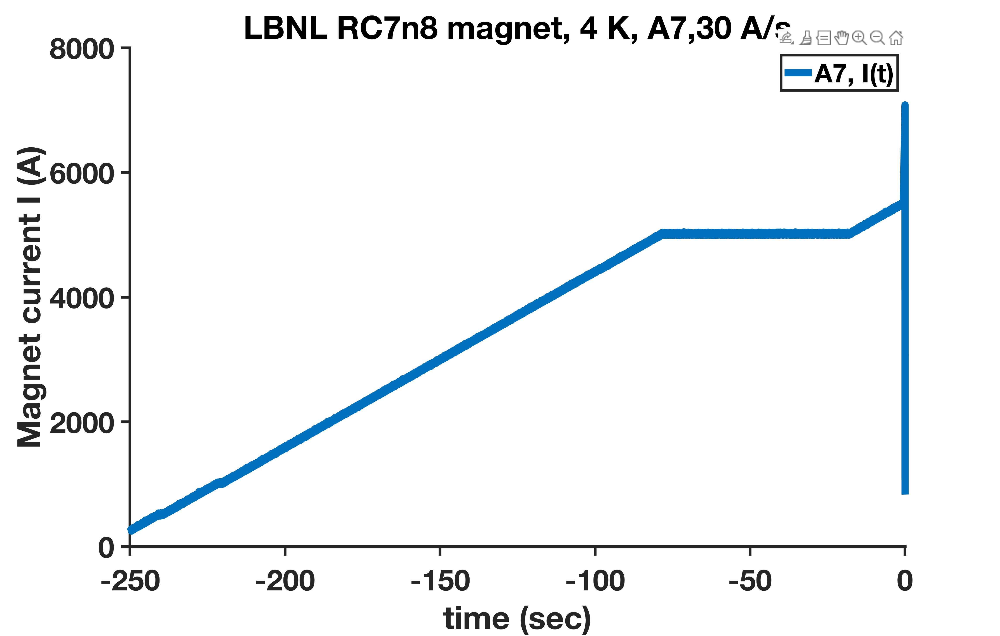 LBNL RC7n8 magnet, 4 K, A7,30 A/s
A7, I(t)
Magnet current I (A)
8000
6000
4000
2000
0
-250
-200
-150
-100
-50
0
time (sec)